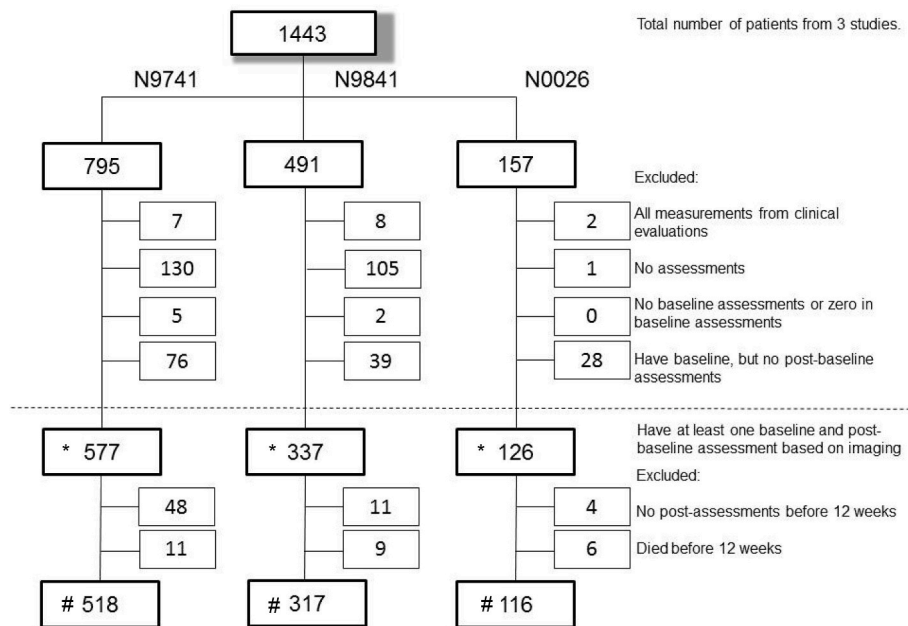 1443
Total number of patients from 3 studies.
N9741
N9841
N0026
795
491
157
Excluded:
7
8
2
All measurements from clinical
evaluations
130
105
1
No assessments
5
2
0
No baseline assessments or zero in
baseline assessments
76
39
28
Have baseline, but no post-baseline
assessments
* 577
* 337
* 126
Have at least one baseline and post-
baseline assessment based on imaging
Excluded:
48
11
4
No post-assessments before 12 weeks
11
9
6
Died before 12 weeks
# 518
# 317
# 116